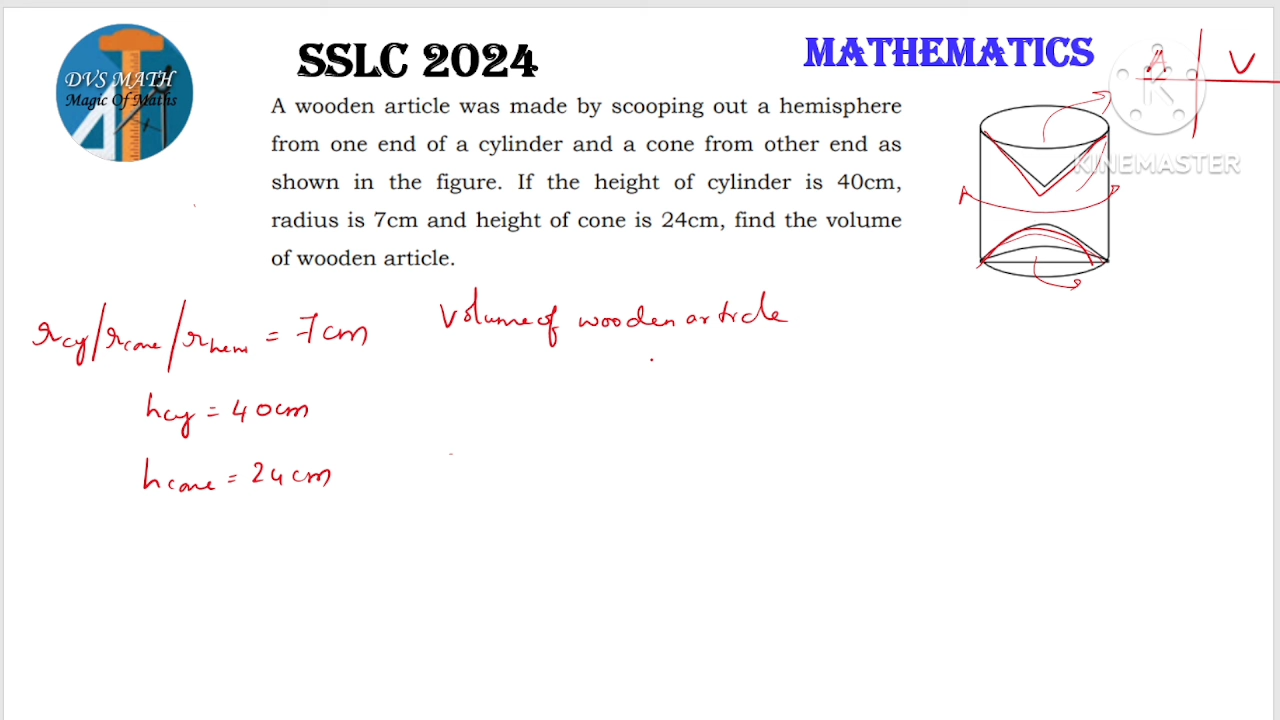 DVS MATH
Magic Of Maths
SSLC 2024
MATHEMATICS
A | V
KINEMASTER
A wooden article was made by scooping out a hemisphere
from one end of a cylinder and a cone from other end as
shown in the figure. If the height of cylinder is 40cm,
radius is 7cm and height of cone is 24cm, find the volume
of wooden article.
rcy/rcone/rhem = 7cm
hcy = 40cm
hcone = 24cm
Volume of wooden article